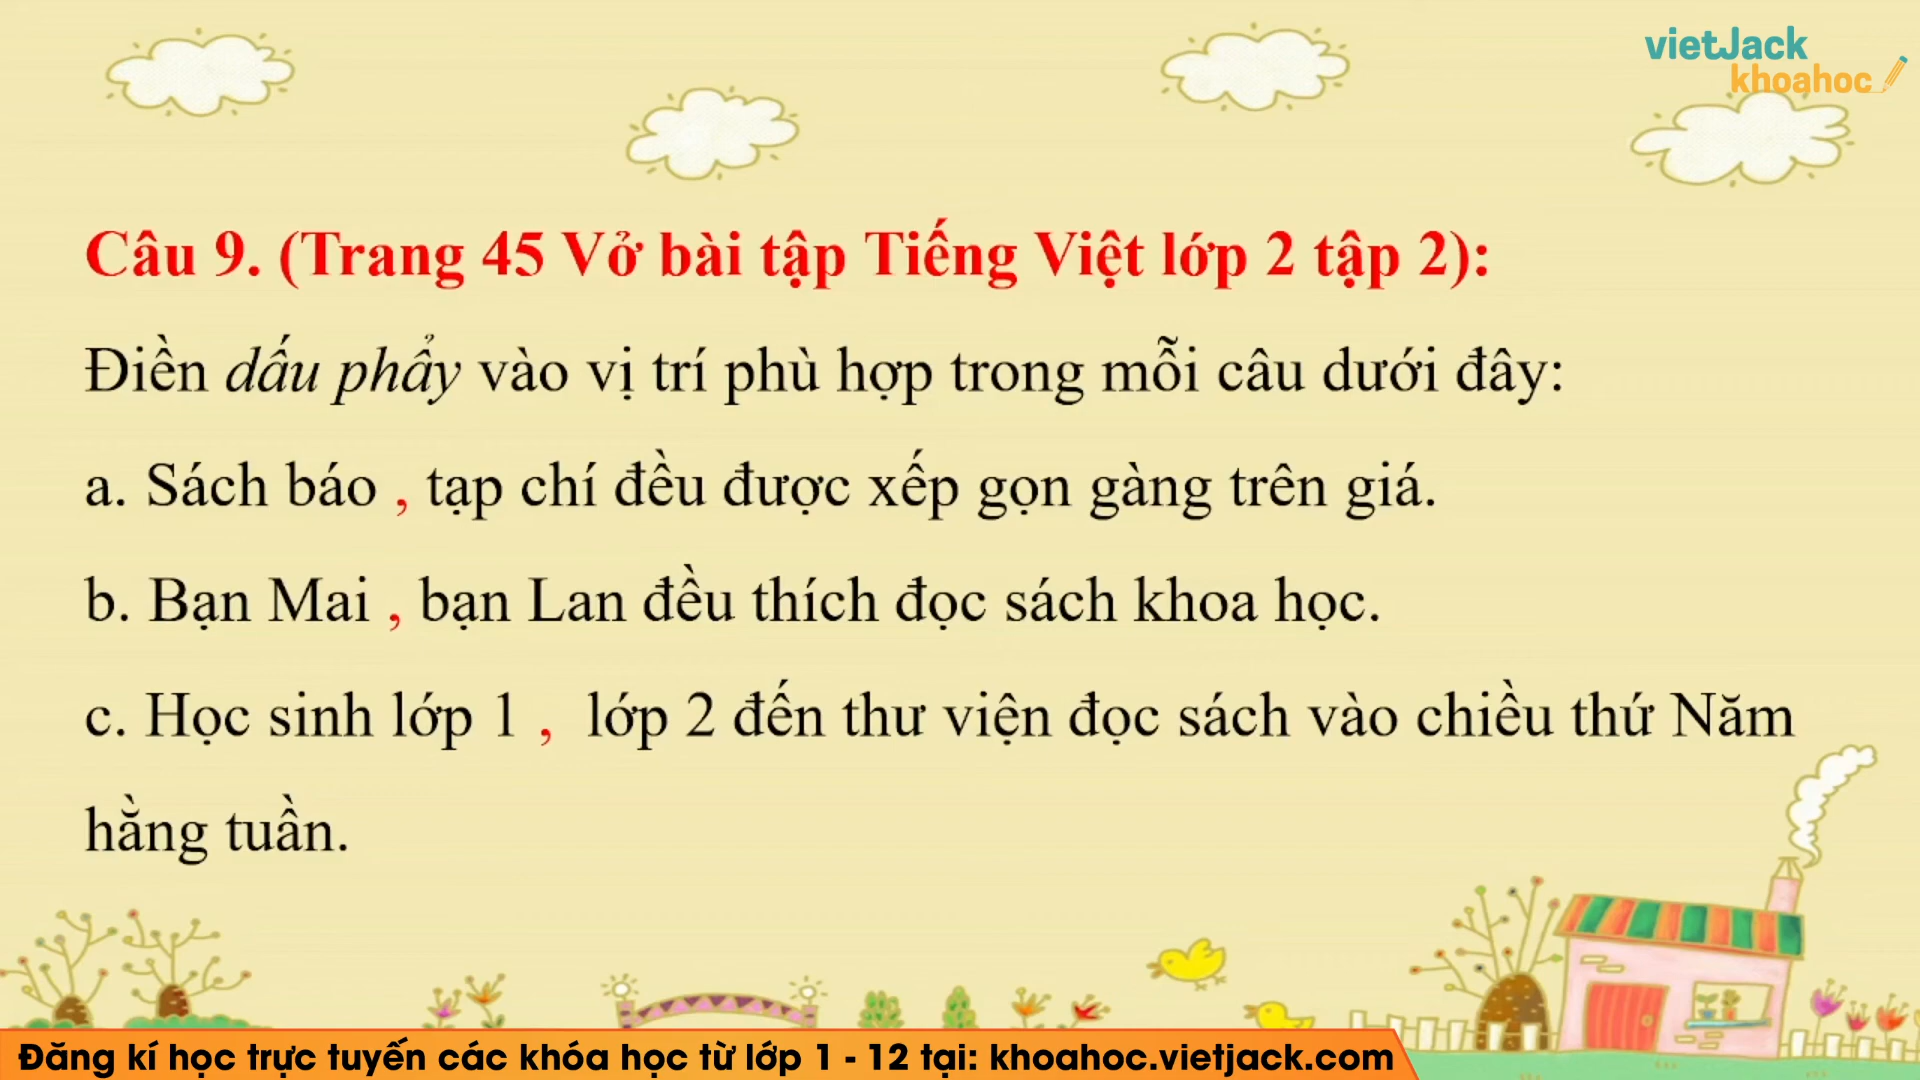 vietJack
khoahoc
Câu 9. (Trang 45 Vở bài tập Tiếng Việt lớp 2 tập 2):
Điền dấu phẩy vào vị trí phù hợp trong mỗi câu dưới đây:
a. Sách báo , tạp chí đều được xếp gọn gàng trên giá.
b. Bạn Mai , bạn Lan đều thích đọc sách khoa học.
c. Học sinh lớp 1 , lớp 2 đến thư viện đọc sách vào chiều thứ Năm
hằng tuần.
Đăng kí học trực tuyến các khóa học từ lớp 1 - 12 tại: khoahoc.vietjack.com